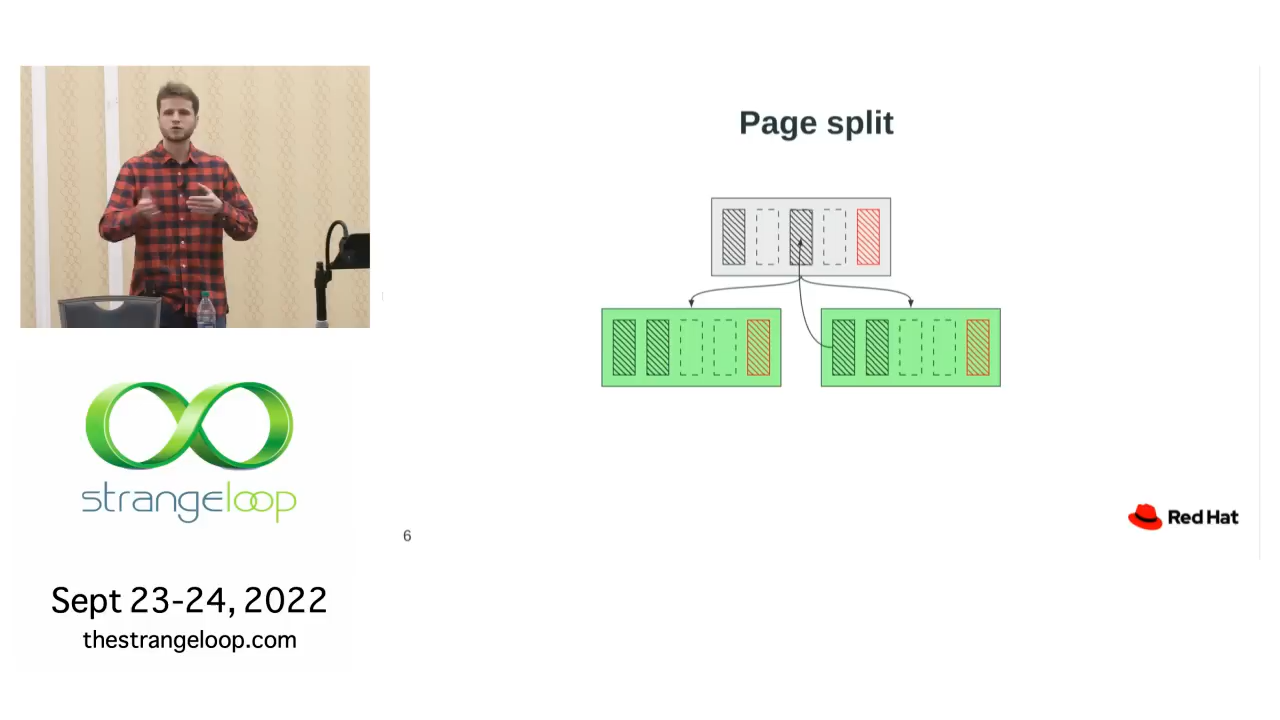 Page split
6
Red Hat
strangeloop
Sept 23-24, 2022
thestrangeloop.com